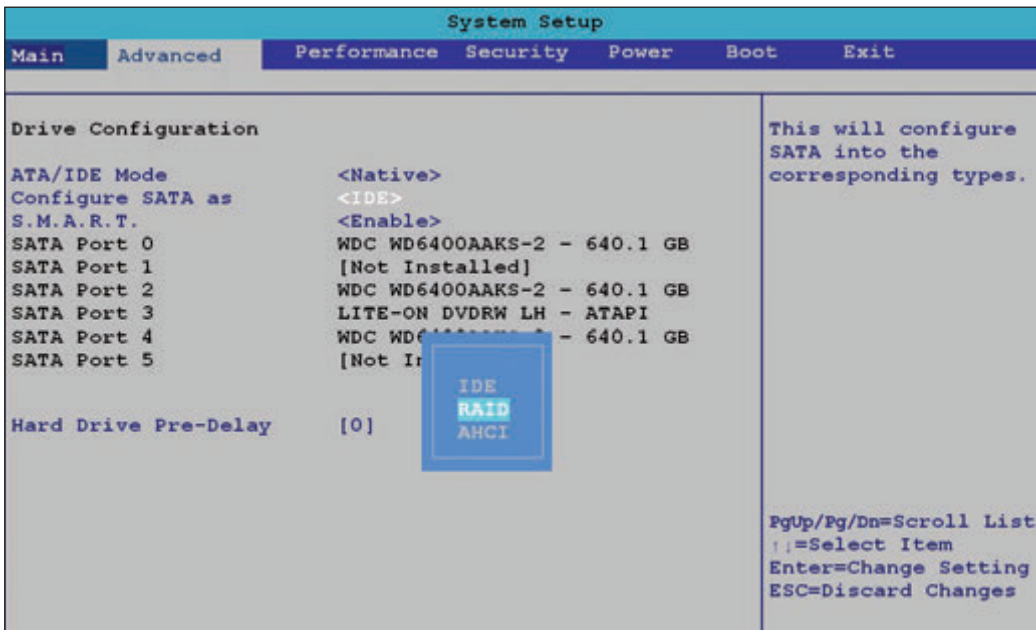 System Setup
Main Advanced Performance Security Power Boot Exit
Drive Configuration
ATA/IDE Mode <Native>
Configure SATA as <IDE>
S.M.A.R.T. <Enable>
SATA Port 0 WDC WD6400AAKS-2 - 640.1 GB
SATA Port 1 [Not Installed]
SATA Port 2 WDC WD6400AAKS-2 - 640.1 GB
SATA Port 3 LITE-ON DVDRW LH - ATAPI
SATA Port 4 WDC - 640.1 GB
SATA Port 5 [Not
Hard Drive Pre-Delay [0]
IDE
RAID
AHCI
This will configure
SATA into the
corresponding types.
PgUp/Pg/Dn=Scroll List
↑↓=Select Item
Enter=Change Setting
ESC=Discard Changes